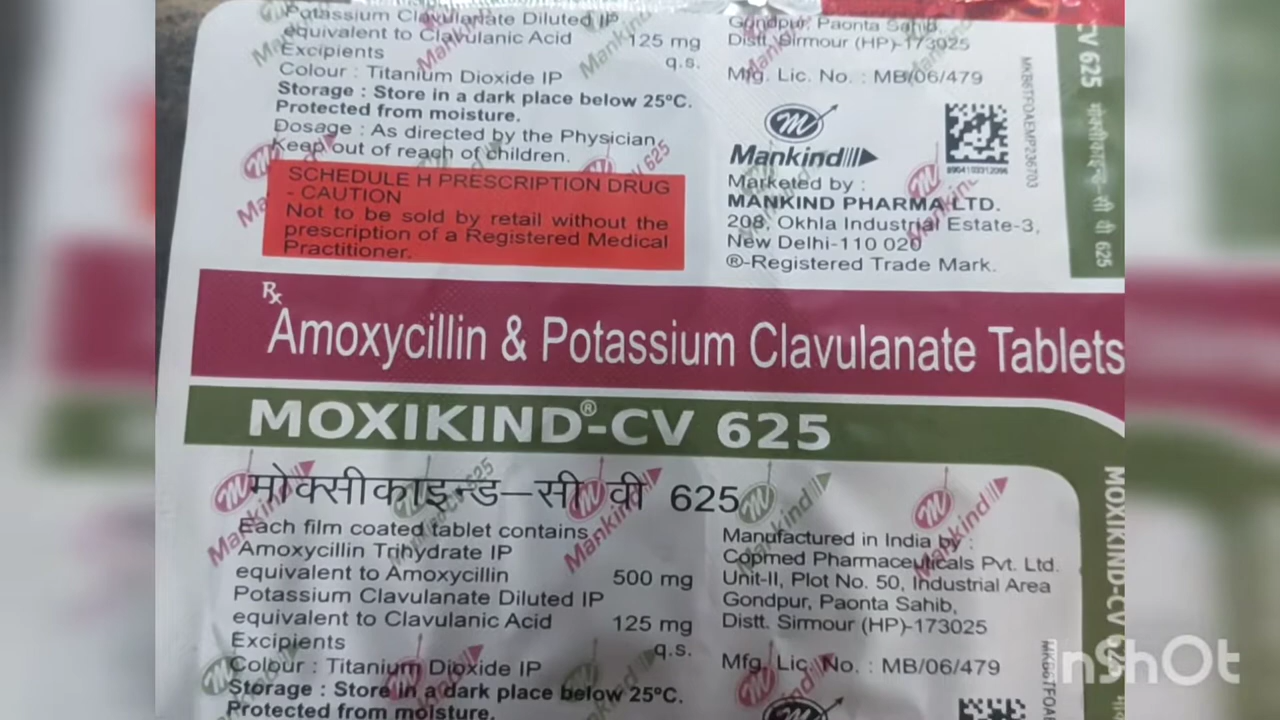 Potassium Clavulanate Diluted IP
equivalent to Clavulanic Acid 125 mg
Excipients q.s.
Colour : Titanium Dioxide IP
Storage : Store in a dark place below 25°C.
Protected from moisture.
Dosage : As directed by the Physician.
Keep out of reach of children.
SCHEDULE H PRESCRIPTION DRUG
- CAUTION
Not to be sold by retail without the
prescription of a Registered Medical
Practitioner.
Gondpur, Paonta Sahib,
Distt. Sirmour (HP)-173025
Mfg. Lic. No. : MB/06/479
Mankind
Marketed by :
MANKIND PHARMA LTD.
208, Okhla Industrial Estate-3,
New Delhi-110 020
®-Registered Trade Mark.
CV 625
सी वी 625
Rx
Amoxycillin & Potassium Clavulanate Tablets
MOXIKIND®-CV 625
मोक्सीकाइन्ड–सी वी 625
Each film coated tablet contains
Amoxycillin Trihydrate IP
equivalent to Amoxycillin 500 mg
Potassium Clavulanate Diluted IP
equivalent to Clavulanic Acid 125 mg
Excipients q.s.
Colour : Titanium Dioxide IP
Storage : Store in a dark place below 25°C.
Protected from moisture.
Manufactured in India by :
Copmed Pharmaceuticals Pvt. Ltd.
Unit-II, Plot No. 50, Industrial Area
Gondpur, Paonta Sahib,
Distt. Sirmour (HP)-173025
Mfg. Lic. No. : MB/06/479
MOXIKIND-CV 625
nShOt